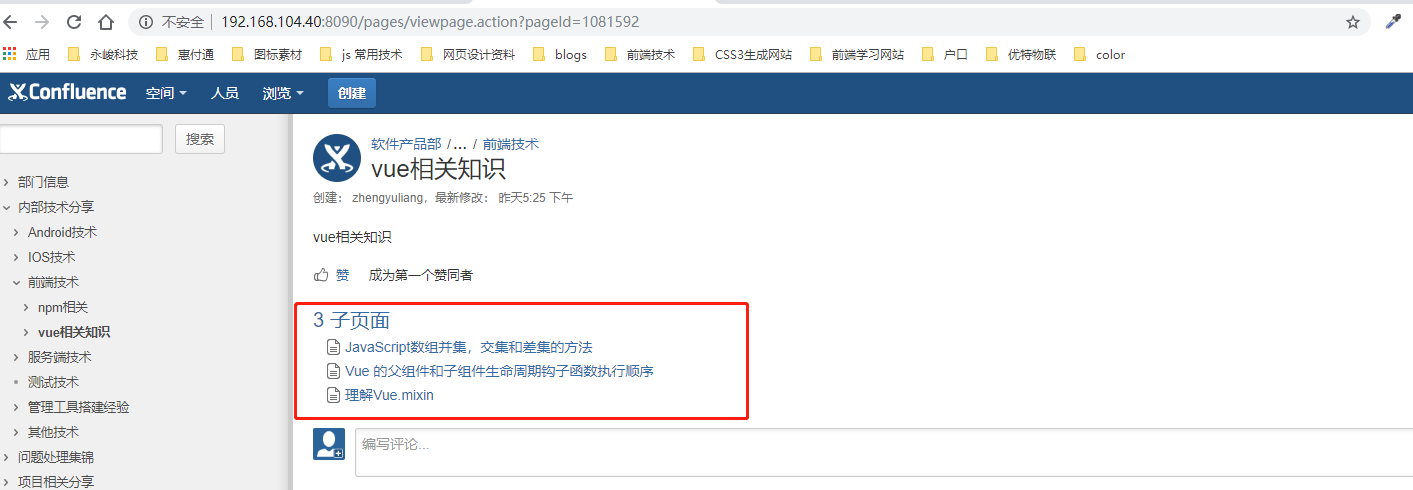 不安全 192.168.104.40:8090/pages/viewpage.action?pageId=1081592
应用 永峻科技 惠付通 图标素材 js 常用技术 网页设计资料 blogs 前端技术 CSS3生成网站 前端学习网站 户口 优特物联 color
Confluence 空间 人员 浏览 创建
搜索
部门信息
内部技术分享
Android技术
IOS技术
前端技术
npm相关
vue相关知识
服务端技术
测试技术
管理工具搭建经验
其他技术
问题处理集锦
项目相关分享
软件产品部 /... / 前端技术
vue相关知识
创建： zhengyuliang，最新修改： 昨天5:25 下午
vue相关知识
赞 成为第一个赞同者
3 子页面
JavaScript数组并集，交集和差集的方法
Vue 的父组件和子组件生命周期钩子函数执行顺序
理解Vue.mixin
编写评论...